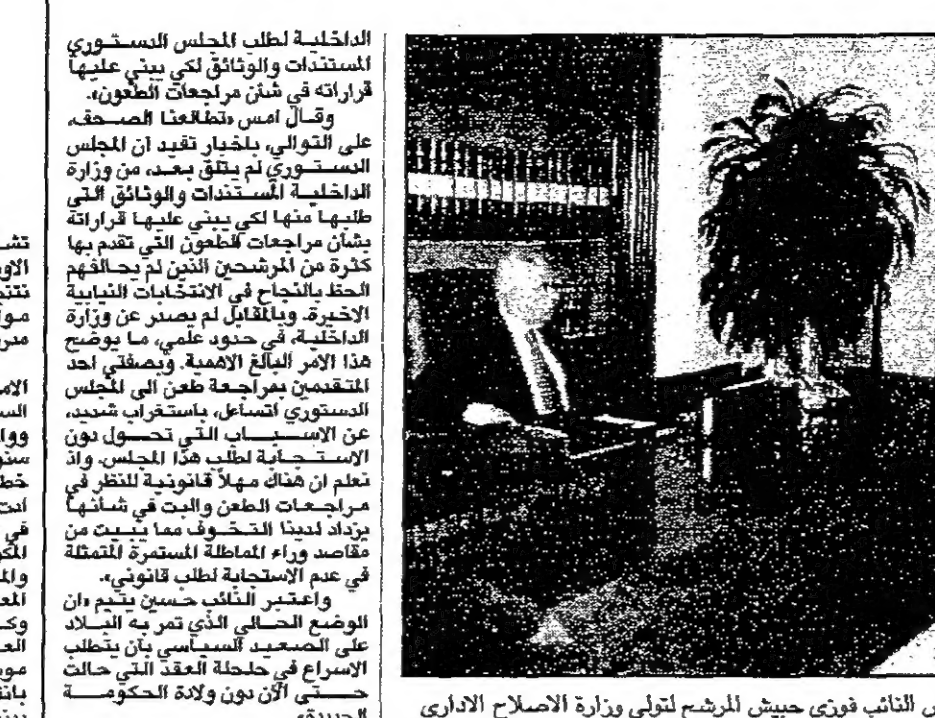 الداخلية لطلب المجلس الدستوري
المستندات والوثائق لكي يبني عليها
قراراته في شأن مراجعات الطعون».
وقال امس «تطالعنا الصحف،
على التوالي، باخبار تفيد ان المجلس
الدستوري لم يتلق بعد، من وزارة
الداخلية المستندات والوثائق التي
طلبها منها لكي يبني عليها قراراته
بشأن مراجعات الطعون التي تقدم بها
كثرة من المرشحين الذين لم يحالفهم
الحظ بالنجاح في الانتخابات النيابية
الاخيرة. وبالمقابل لم يصدر عن وزارة
الداخلية، في حدود علمي، ما يوضح
هذا الامر البالغ الاهمية. وبصفتي احد
المتقدمين بمراجعة طعن الى المجلس
الدستوري اتساءل، باستغراب شديد،
عن الاسباب التي تحول دون
الاستجابة لطلب هذا المجلس. واذ
نعلم ان هناك مهلاً قانونية للنظر في
مراجعات الطعن والبت في شأنها
يزداد لدينا التخوف مما يبيت من
مقاصد وراء المماطلة المستمرة المتمثلة
في عدم الاستجابة لطلب قانوني».
واعتبر النائب حسين يتيم «ان
الوضع الحالي الذي تمر به البلاد
على الصعيد السياسي بات يتطلب
الاسراع في حلحلة العقد التي حالت
حتى الآن دون ولادة الحكومة
الجديدة».
النائب فوزي حبيش المرشح لتولي وزارة الاصلاح الاداري